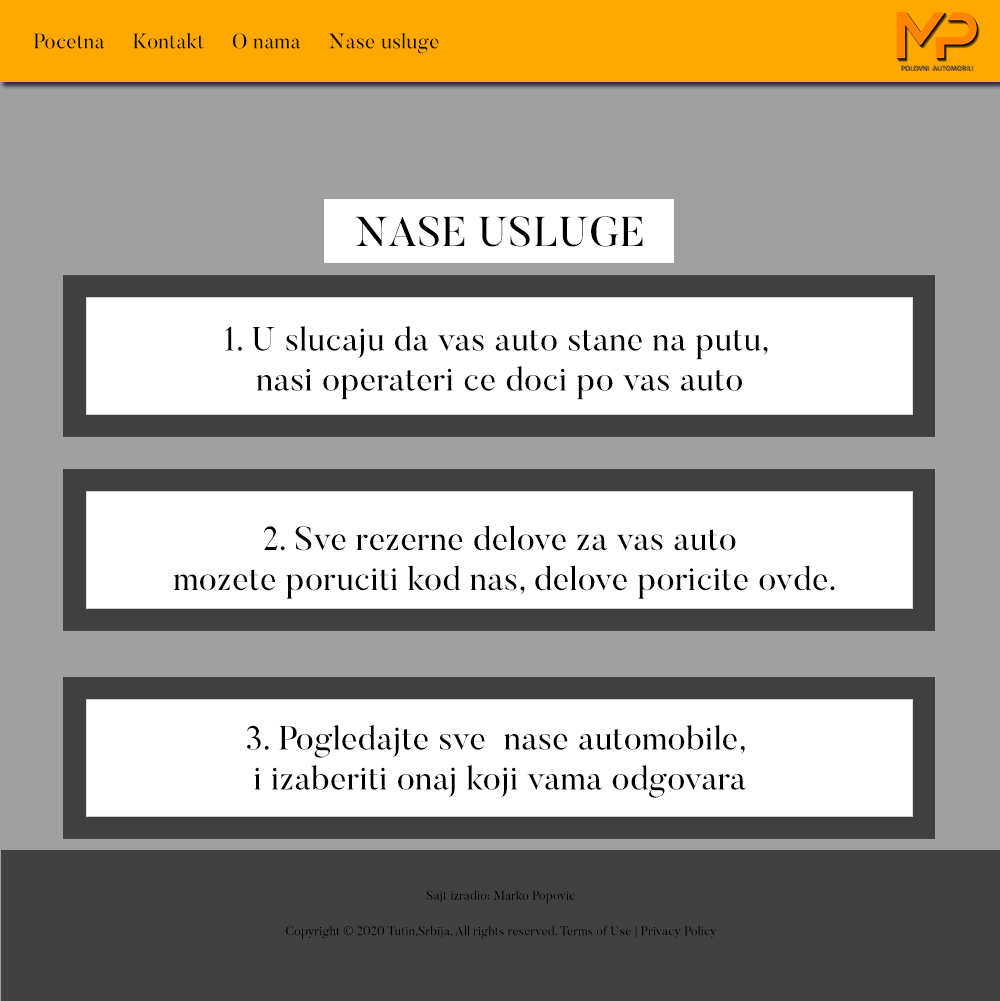 Pocetna Kontakt O nama Nase usluge
MP
POLOVNI AUTOMOBILI
NASE USLUGE
1. U slucaju da vas auto stane na putu,
nasi operateri ce doci po vas auto
2. Sve rezerne delove za vas auto
mozete poruciti kod nas, delove poricite ovde.
3. Pogledajte sve nase automobile,
i izaberiti onaj koji vama odgovara
Sajt izradio: Marko Popovic
Copyright © 2020 Tutin,Srbija. All rights reserved. Terms of Use | Privacy Policy